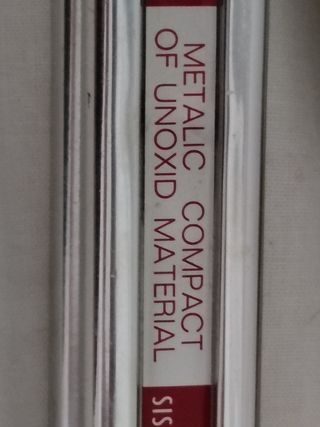 METALIC COMPACT
OF UNOXID MATERIAL
SIS